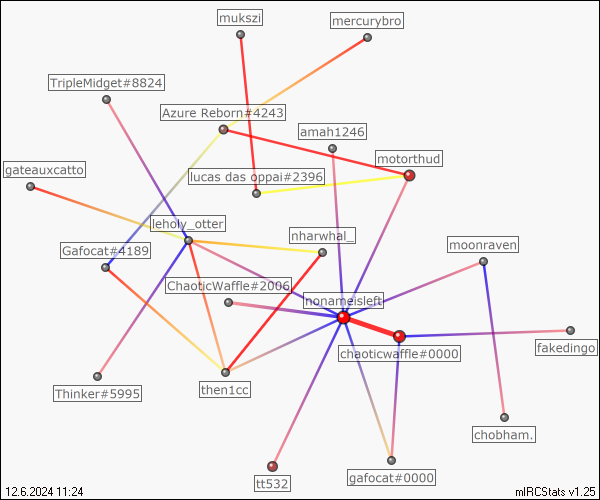 mukszi
mercurybro
TripleMidget#8824
Azure Reborn#4243
amah1246
motorthud
gateauxcatto
lucas das oppai#2396
leholy_otter
nharwhal_
Gafocat#4189
moonraven
ChaoticWaffle#2006
nonameisleft
chaoticwaffle#0000
fakedingo
Thinker#5995
then1cc
chobham.
tt532
gafocat#0000
12.6.2024 11:24
mIRCStats v1.25